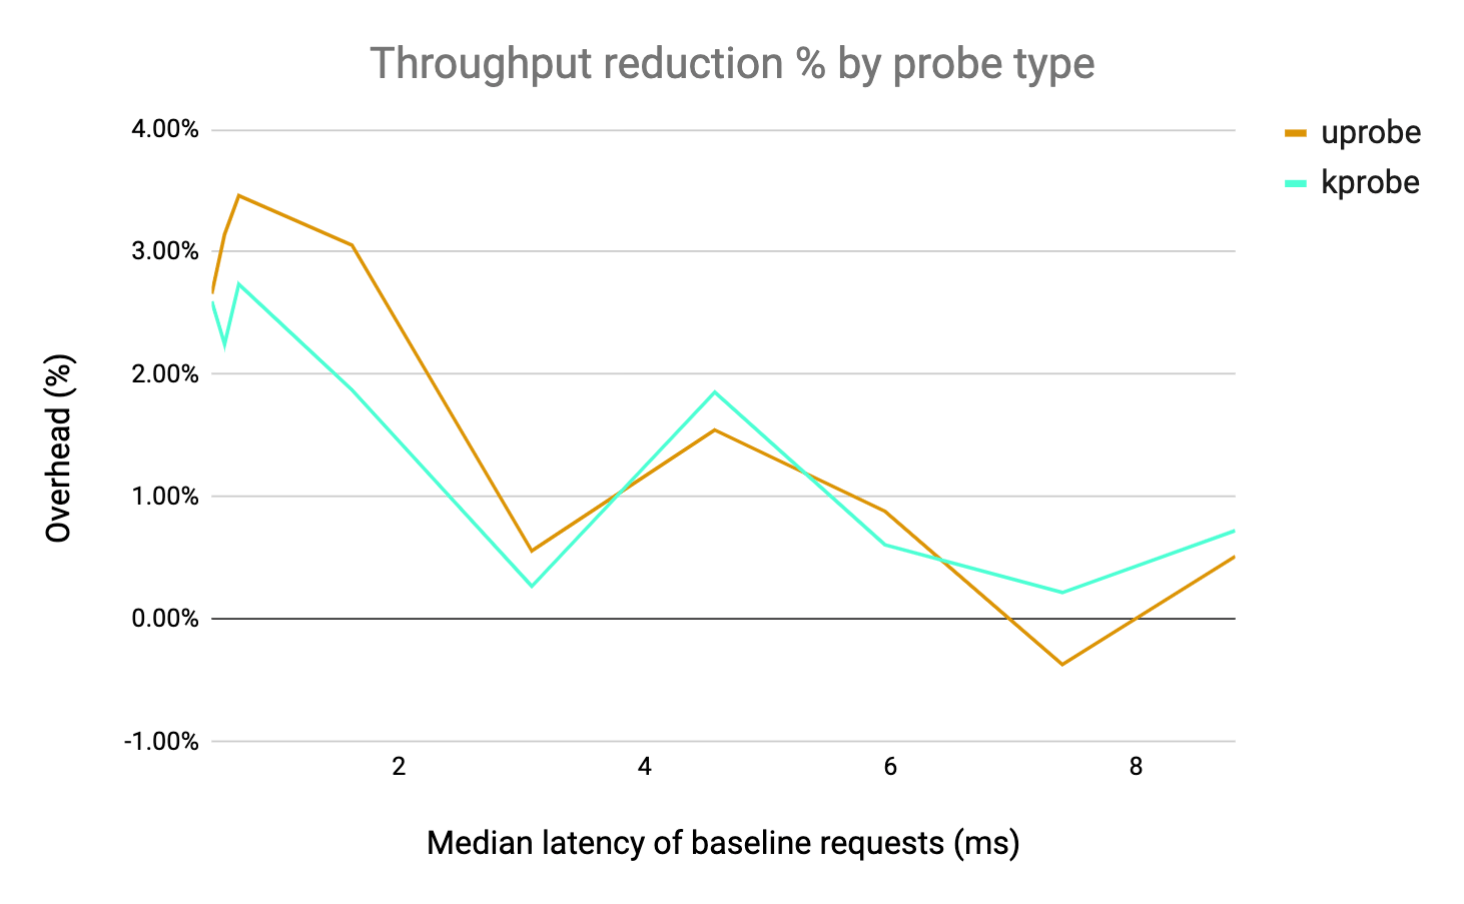 Throughput reduction % by probe type
uprobe
kprobe
4.00%
3.00%
2.00%
1.00%
0.00%
-1.00%
Overhead (%)
2 4 6 8
Median latency of baseline requests (ms)